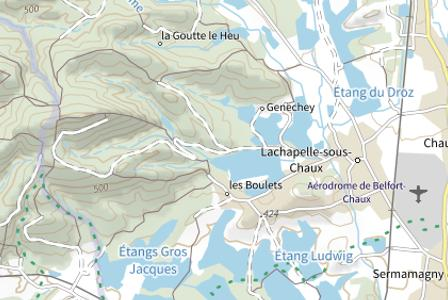 500
ne
la Goutte le Heu
Étang du Droz
Genechey
Lachapelle-sous-
Chaux
Chau
500
les Boulets
Aérodrome de Belfort-
Chaux
424
Étangs Gros
Jacques
Étang Ludwig
Sermamagny